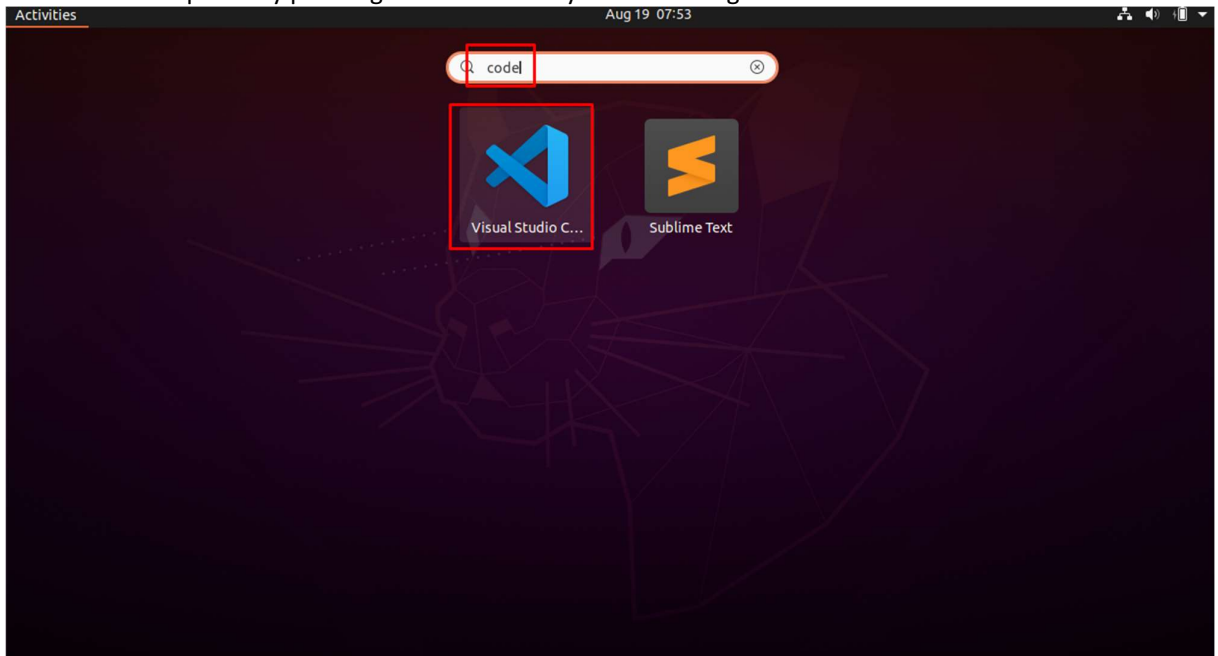 Activities
Aug 19 07:53
code
Visual Studio C...
Sublime Text